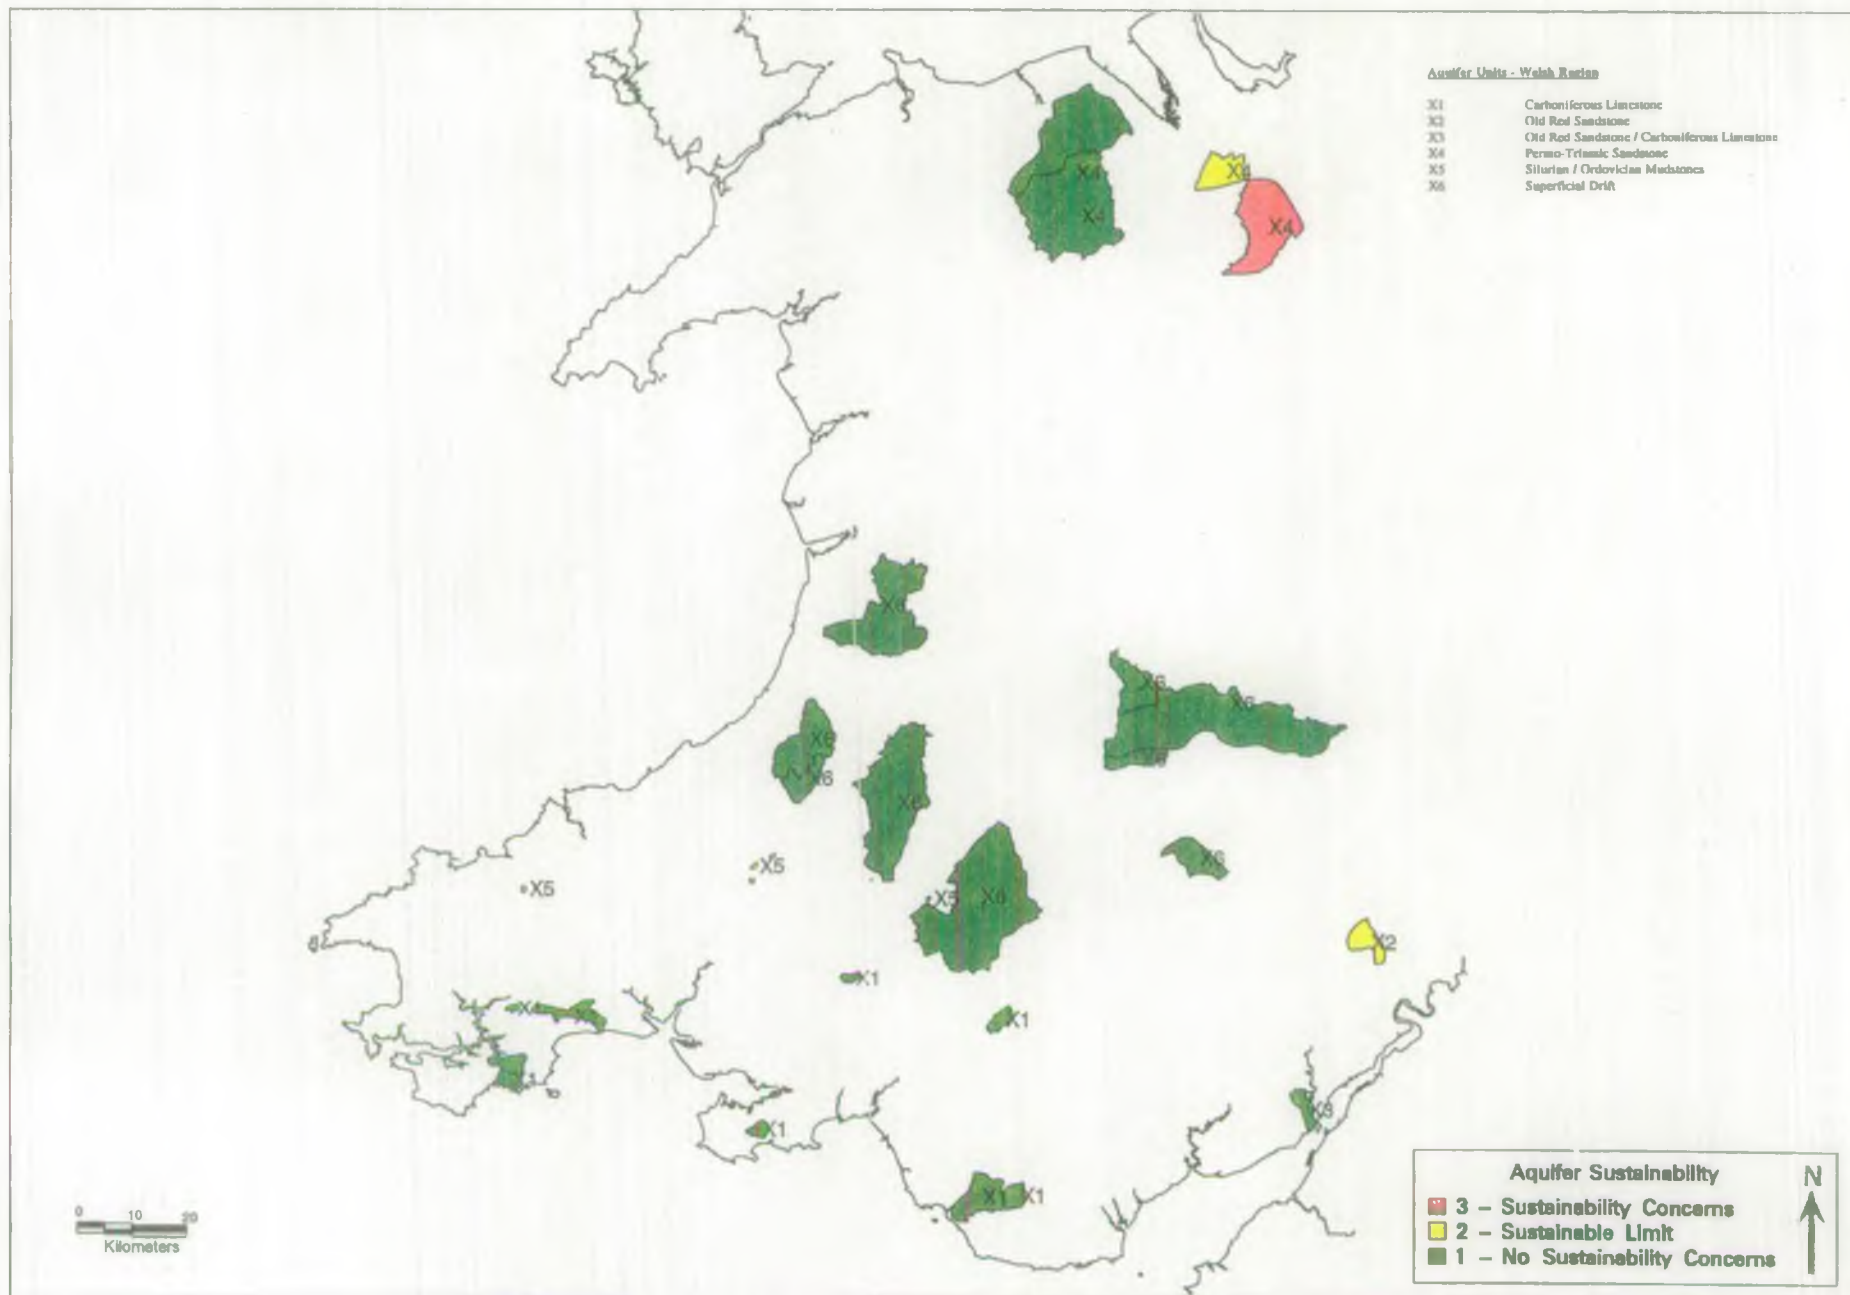 Aquifer Units - Welsh Region
X1 Carboniferous Limestone
X2 Old Red Sandstone
X3 Old Red Sandstone / Carboniferous Limestone
X4 Permo-Triassic Sandstone
X5 Silurian / Ordovician Mudstones
X6 Superficial Drift
X4
X4
X4
X4
X6
X6
X6
X6
X6
X6
X6
X5
X5
X5
X6
X2
X1
X1
X3
X1
X1
X1
Aquifer Sustainability
N
3 - Sustainability Concerns
2 - Sustainable Limit
1 - No Sustainability Concerns
0 10 20
Kilometers